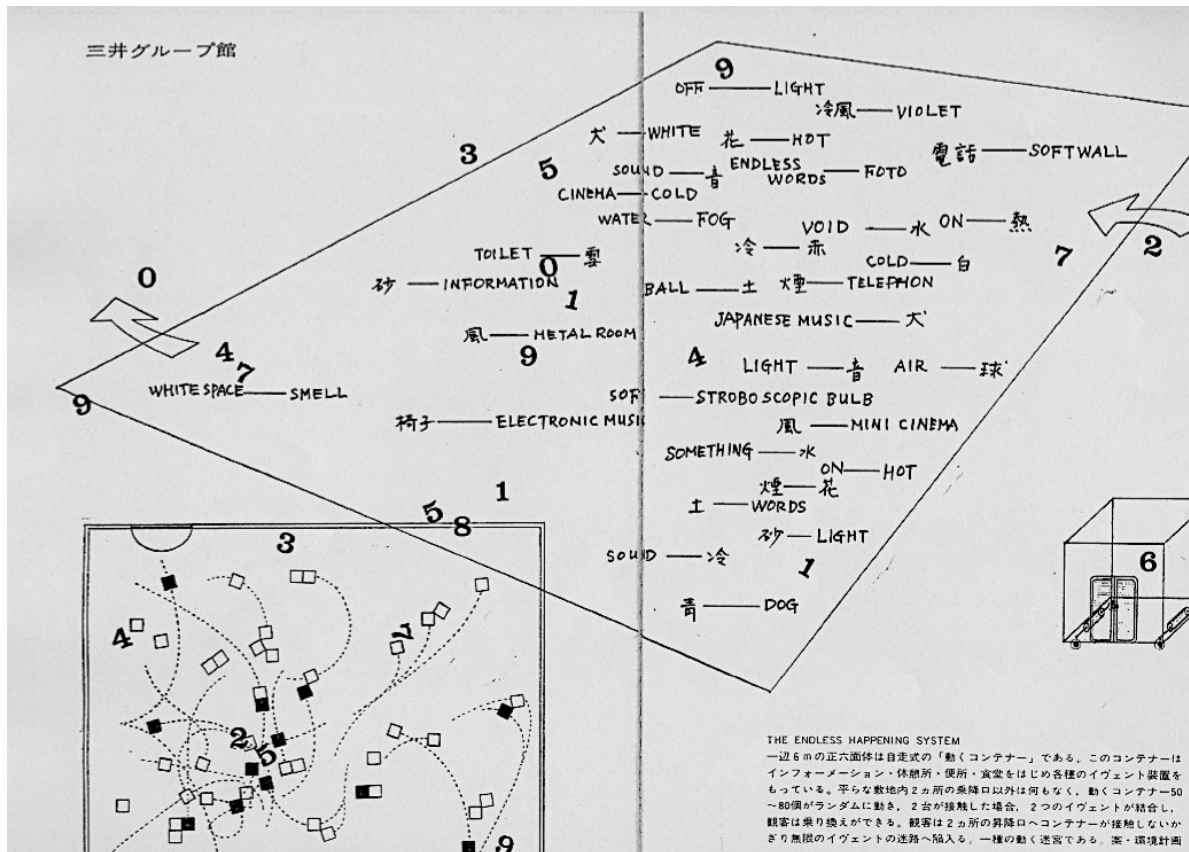 三井グループ館
9
OFF — LIGHT
冷風 — VIOLET
犬 — WHITE
花 — HOT
3
電話 — SOFTWALL
5
SOUND — 音
ENDLESS WORDS — FOTO
CINEMA — COLD
WATER — FOG
VOID — 水
ON — 熱
2
冷 — 赤
7
TOILET — 雲
COLD — 白
0
0
砂 — INFORMATION
BALL — 土
煙 — TELEPHON
1
JAPANESE MUSIC — 犬
風 — METAL ROOM
4
9
4
LIGHT — 音
AIR — 球
7
WHITE SPACE — SMELL
9
SOFT — STROBOSCOPIC BULB
椅子 — ELECTRONIC MUSIC
風 — MINI CINEMA
SOMETHING — 水
ON — HOT
1
煙 — 花
土 — WORDS
5
8
砂 — LIGHT
3
SOUND — 冷
1
6
青 — DOG
4
7
2
5
9
THE ENDLESS HAPPENING SYSTEM
一辺6mの正六面体は自走式の「動くコンテナー」である。このコンテナーは
インフォーメーション・休憩所・便所・食堂をはじめ各種のイヴェント装置を
もっている。平らな敷地内2ヵ所の乗降口以外は何もなく，動くコンテナー50
～80個がランダムに動き，2台が接触した場合，2つのイヴェントが結合し，
観客は乗り換えができる。観客は2ヵ所の昇降口へコンテナーが接触しないか
ぎり無限のイヴェントの迷路へ陥入る。一種の動く迷宮である。案・環境計画